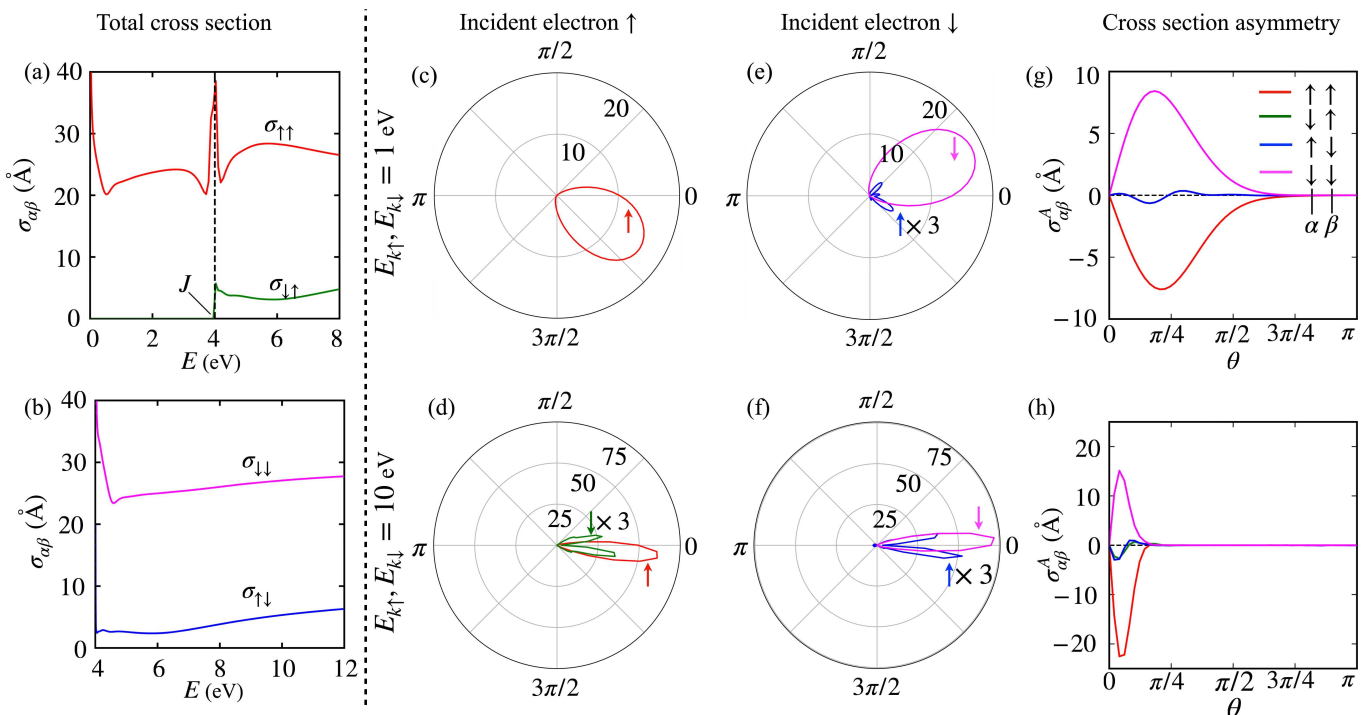 Total cross section
Incident electron ↑
Incident electron ↓
Cross section asymmetry
(a)
40
30
20
10
0
σαβ (Å)
σ↑↑
σ↓↑
J
0 2 4 6 8
E (eV)
(b)
40
30
20
10
0
σαβ (Å)
σ↓↓
σ↑↓
4 6 8 10 12
E (eV)
Ek↑, Ek↓ = 1 eV
Ek↑, Ek↓ = 10 eV
(c)
π/2
20
10
π
0
↑
3π/2
(e)
π/2
20
10
↓
π
0
↑×3
3π/2
(g)
10
5
0
−5
−10
σᴬαβ (Å)
↑↑
↓↑
↑↓
↓↓
α β
0 π/4 π/2 3π/4 π
θ
(d)
π/2
75
50
25
↓×3
π
0
↑
3π/2
(f)
π/2
75
50
25
↓
π
0
↑×3
3π/2
(h)
20
10
0
−10
−20
σᴬαβ (Å)
0 π/4 π/2 3π/4 π
θ